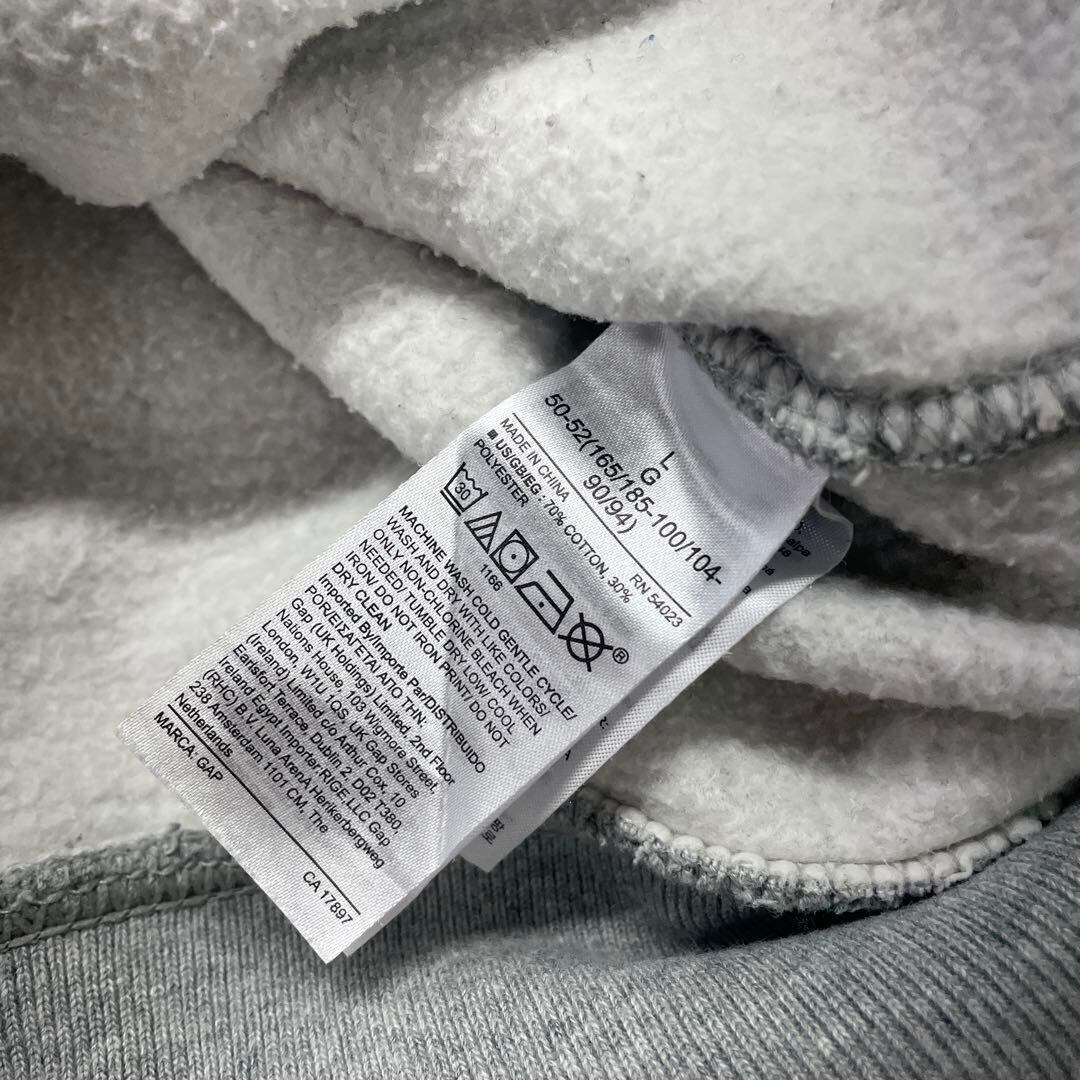 L
G
50-52(165/185-100/104-
90/94)
MADE IN CHINA RN 54023
US/GB/EG : 70% COTTON, 30%
POLYESTER
30
1166
®
MACHINE WASH COLD GENTLE CYCLE/
WASH AND DRY WITH LIKE COLORS/
ONLY NON-CHLORINE BLEACH WHEN
NEEDED/ TUMBLE DRY LOW/ COOL
IRON/ DO NOT IRON PRINT/ DO NOT
DRY CLEAN
Imported By/Importe Par/DISTRIBUIDO
POR/ΕΙΣΑΓΕΤΑΙ ΑΠΟ ΤΗΝ:
Gap (UK Holdings) Limited, 2nd Floor
Nations House, 103 Wigmore Street
London, W1U 1QS, UK Gap Stores
(Ireland) Limited c/o Arthur Cox, 10
Earlsfort Terrace, Dublin 2, D02 T380,
Ireland Egypt Importer.RIGE.LLC Gap
(RHC) B.V. Luna ArenA Herikerbergweg
238 Amsterdam 1101 CM, The
Netherlands
MARCA: GAP CA 17897